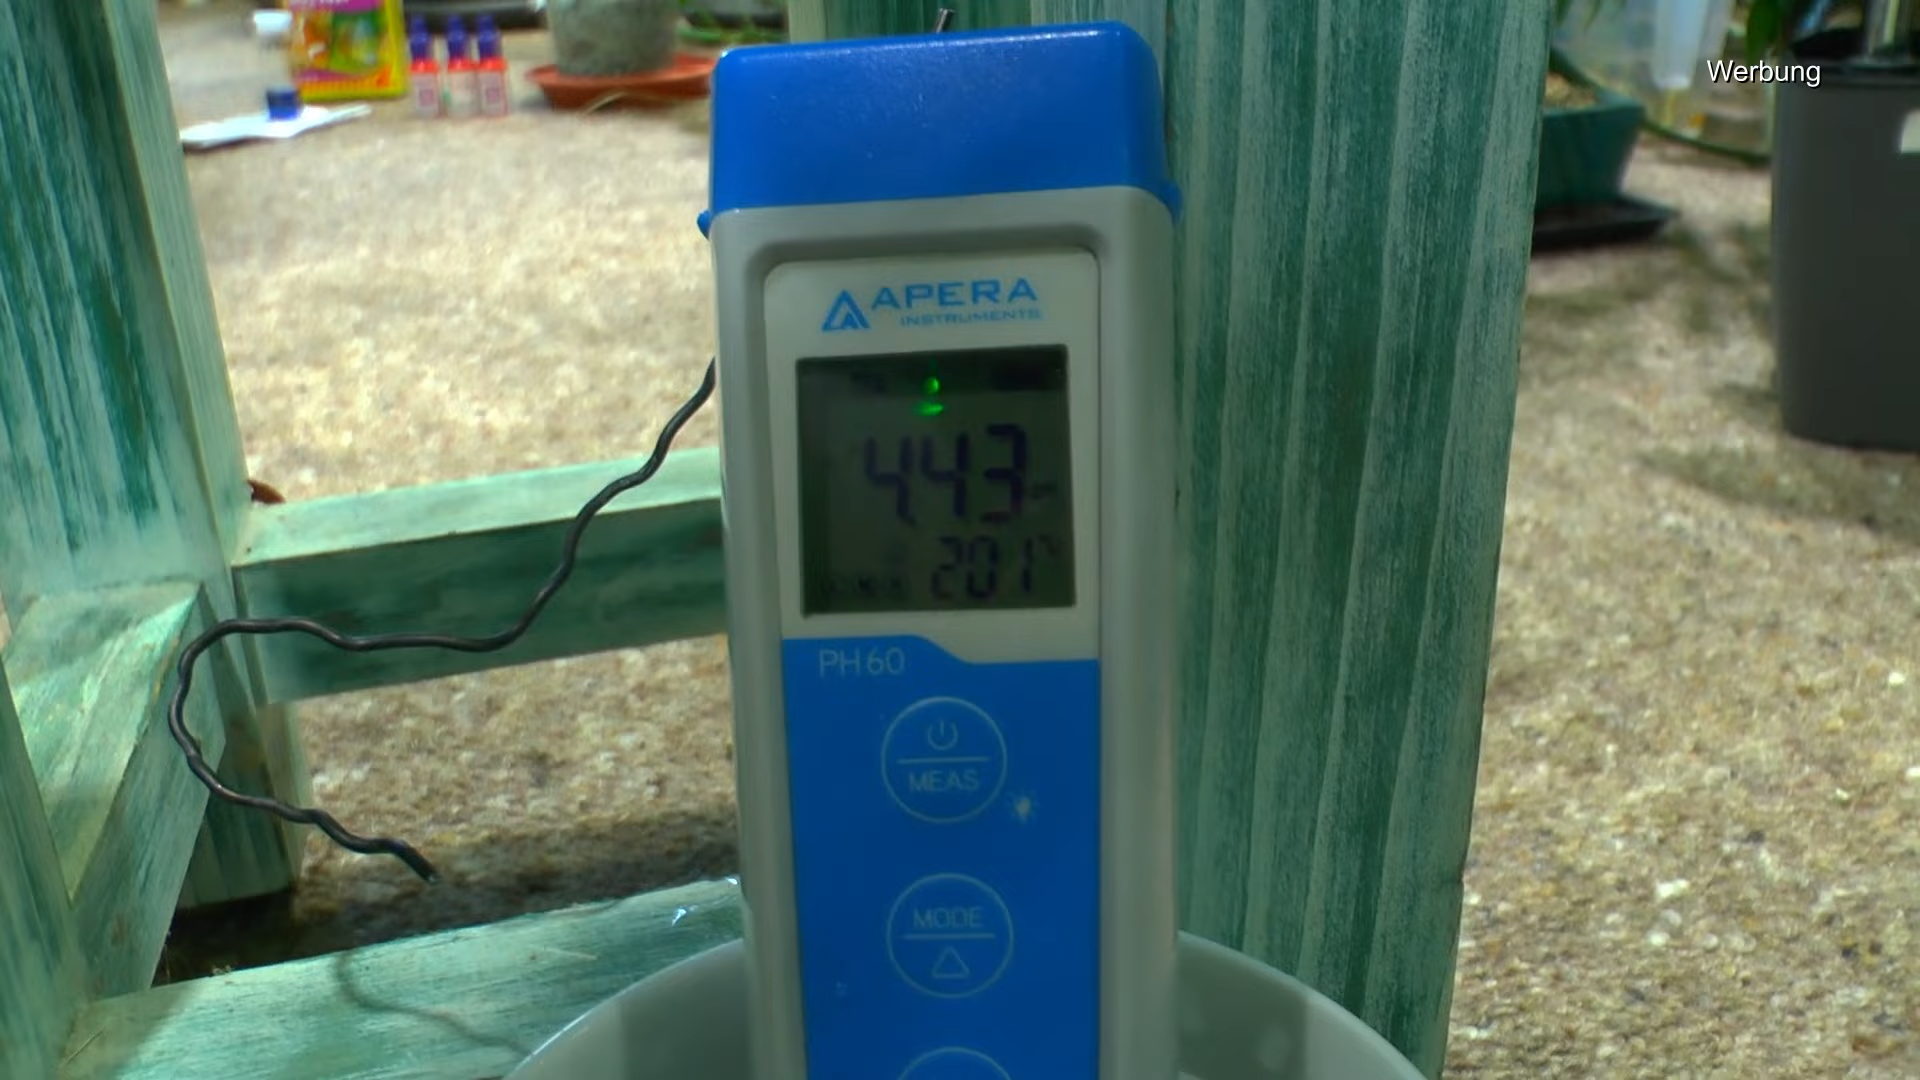 Werbung
APERA
INSTRUMENTS
4.43
20.1
PH60
MEAS
MODE